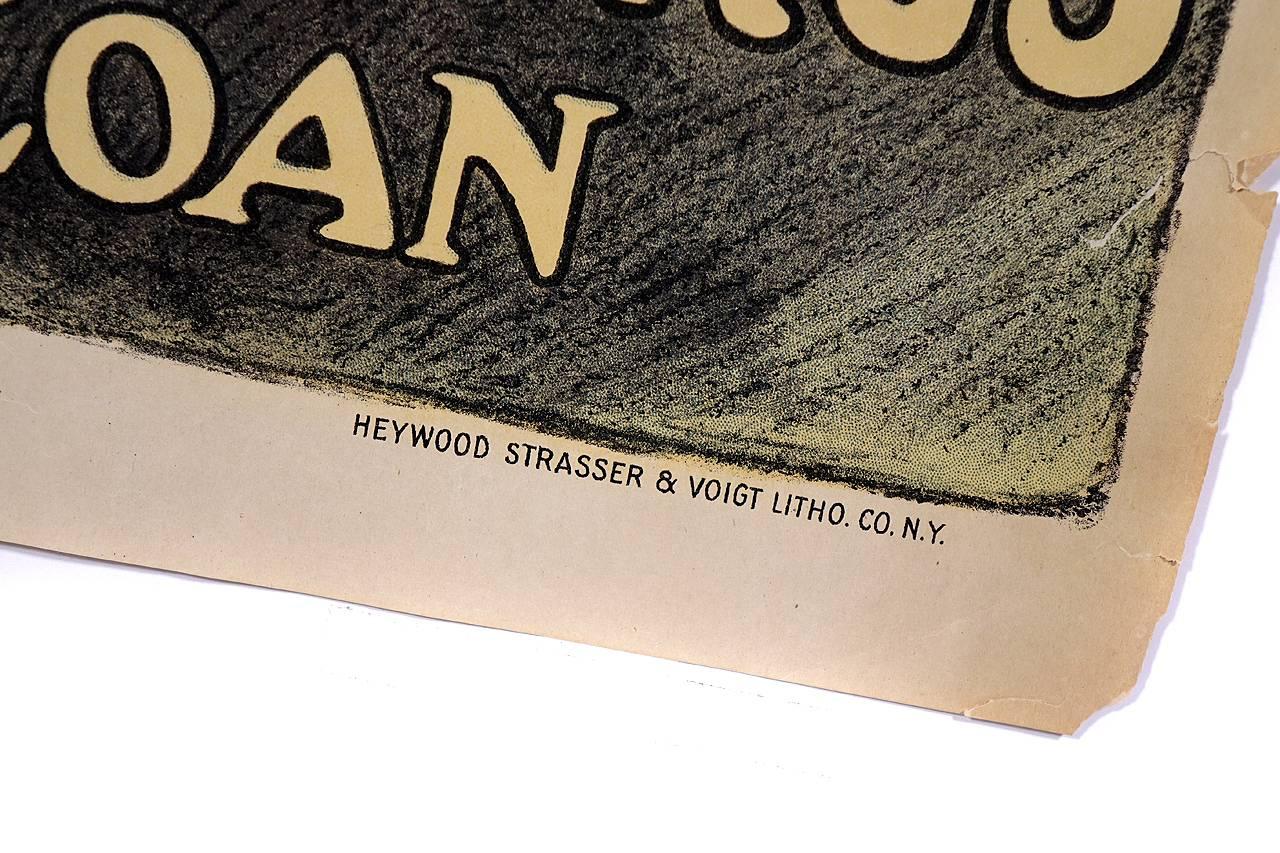 LOAN
HEYWOOD STRASSER & VOIGT LITHO. CO. N.Y.